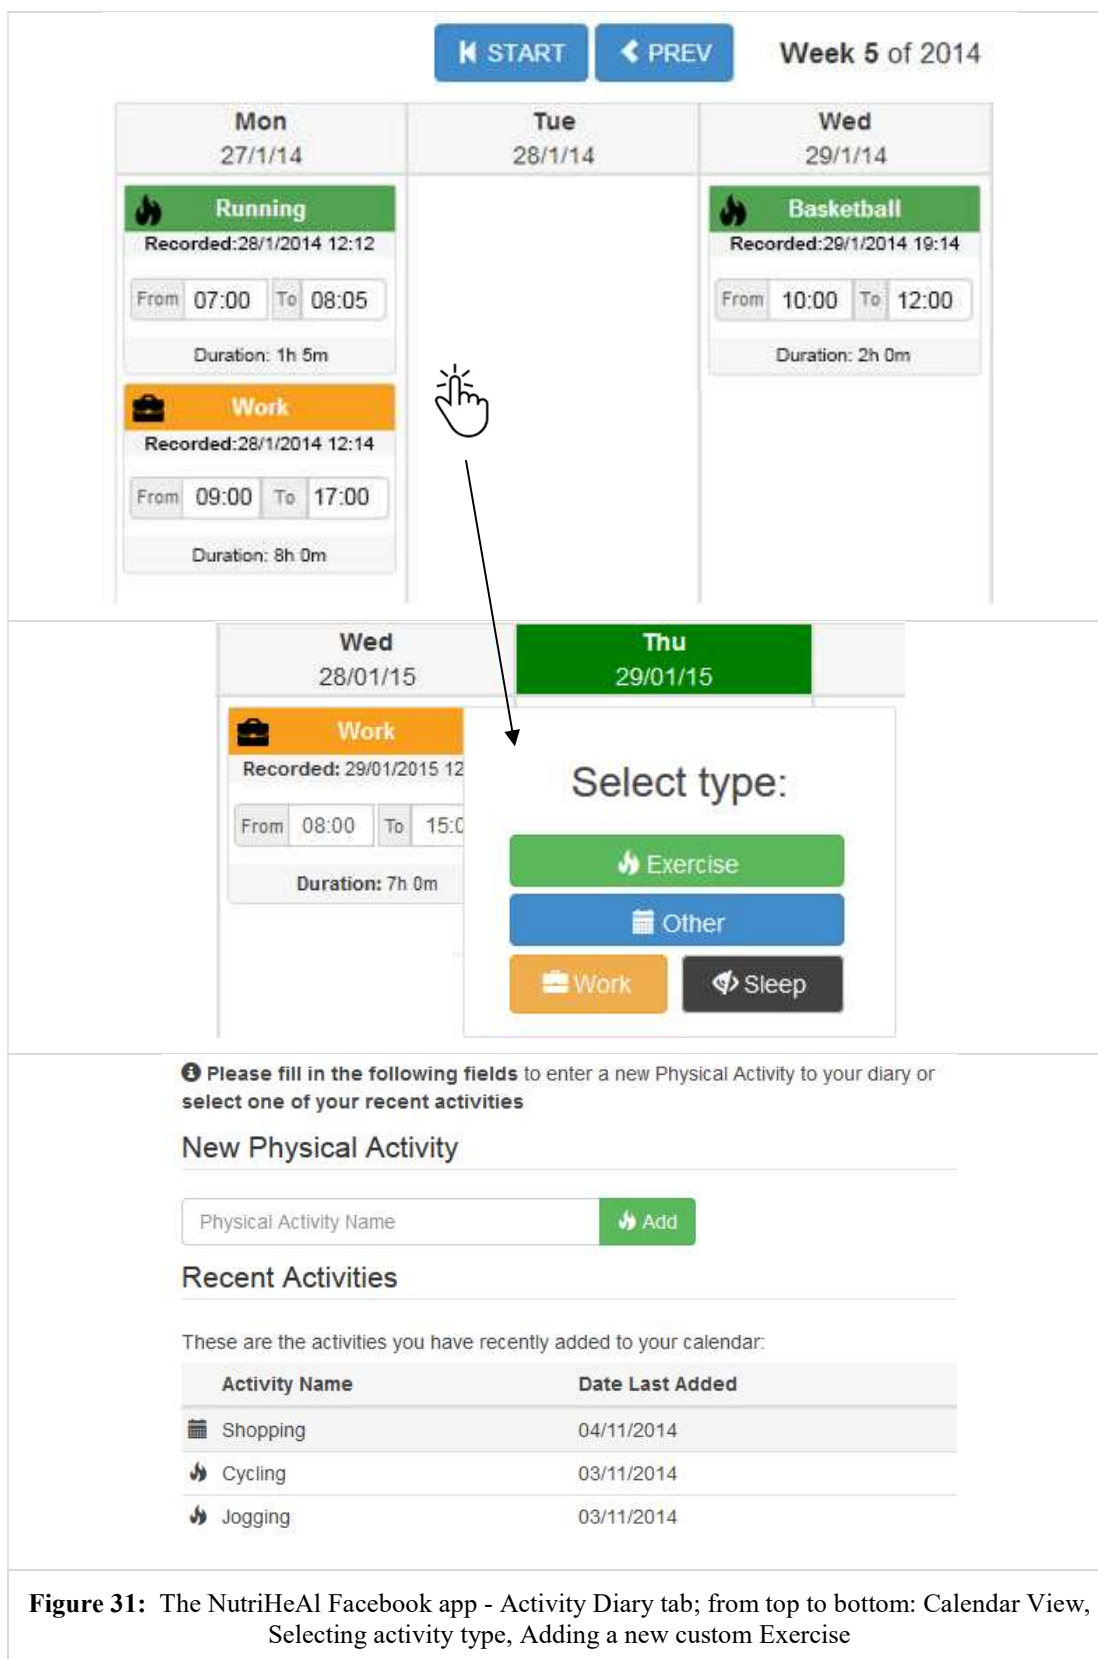 START PREV Week 5 of 2014
Mon Tue Wed
27/1/14 28/1/14 29/1/14
Running Basketball
Recorded:28/1/2014 12:12 Recorded:29/1/2014 19:14
From 07:00 To 08:05 From 10:00 To 12:00
Duration: 1h 5m Duration: 2h 0m
Work
Recorded:28/1/2014 12:14
From 09:00 To 17:00
Duration: 8h 0m
Wed Thu
28/01/15 29/01/15
Work
Recorded: 29/01/2015 12
Select type:
From 08:00 To 15:0
Exercise
Duration: 7h 0m
Other
Work Sleep
Please fill in the following fields to enter a new Physical Activity to your diary or
select one of your recent activities
New Physical Activity
Physical Activity Name Add
Recent Activities
These are the activities you have recently added to your calendar:
Activity Name Date Last Added
Shopping 04/11/2014
Cycling 03/11/2014
Jogging 03/11/2014
Figure 31: The NutriHeAl Facebook app - Activity Diary tab; from top to bottom: Calendar View,
Selecting activity type, Adding a new custom Exercise